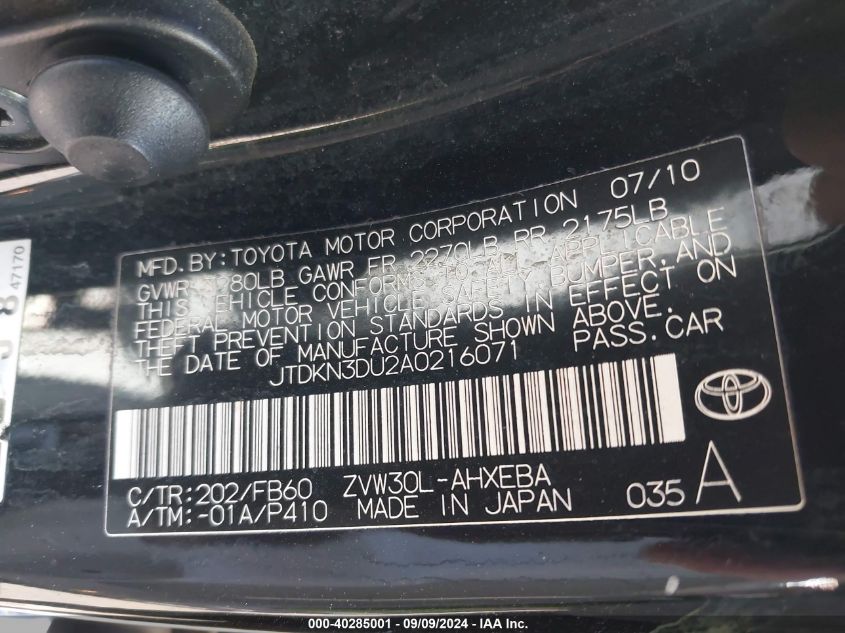 MFD. BY: TOYOTA MOTOR CORPORATION 07/10
GVWR 3780LB GAWR FR 2270LB RR 2175LB
THIS VEHICLE CONFORMS TO ALL APPLICABLE
FEDERAL MOTOR VEHICLE SAFETY, BUMPER, AND
THEFT PREVENTION STANDARDS IN EFFECT ON
THE DATE OF MANUFACTURE SHOWN ABOVE.
JTDKN3DU2A0216071 PASS. CAR
C/TR:202/FB60 ZVW30L-AHXEBA
A/TM:-01A/P410 MADE IN JAPAN 035 A
47170
000-40285001 - 09/09/2024 - IAA Inc.